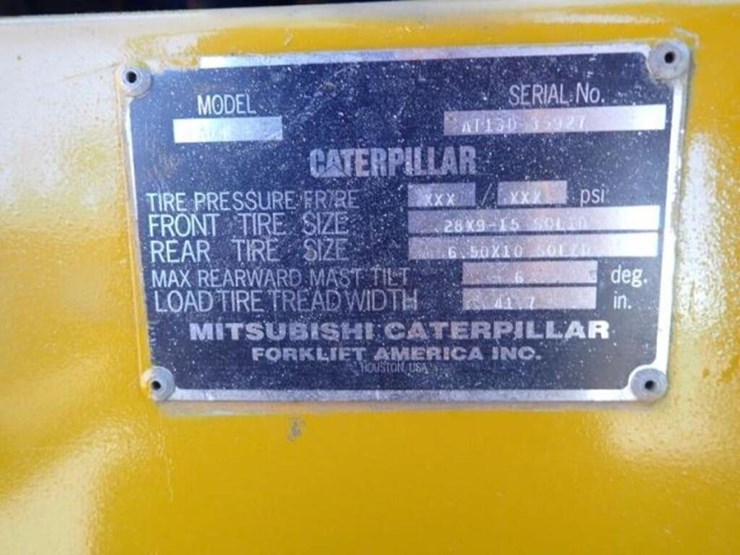 MODEL SERIAL No.
AT13D-35927
CATERPILLAR
TIRE PRESSURE FR/RE XXX / XXX psi
FRONT TIRE SIZE 28X9-15 SOLID
REAR TIRE SIZE 6.50X10 SOLID
MAX REARWARD MAST TILT 6 deg.
LOAD TIRE TREAD WIDTH 41.7 in.
MITSUBISHI CATERPILLAR
FORKLIFT AMERICA INC.
HOUSTON, USA